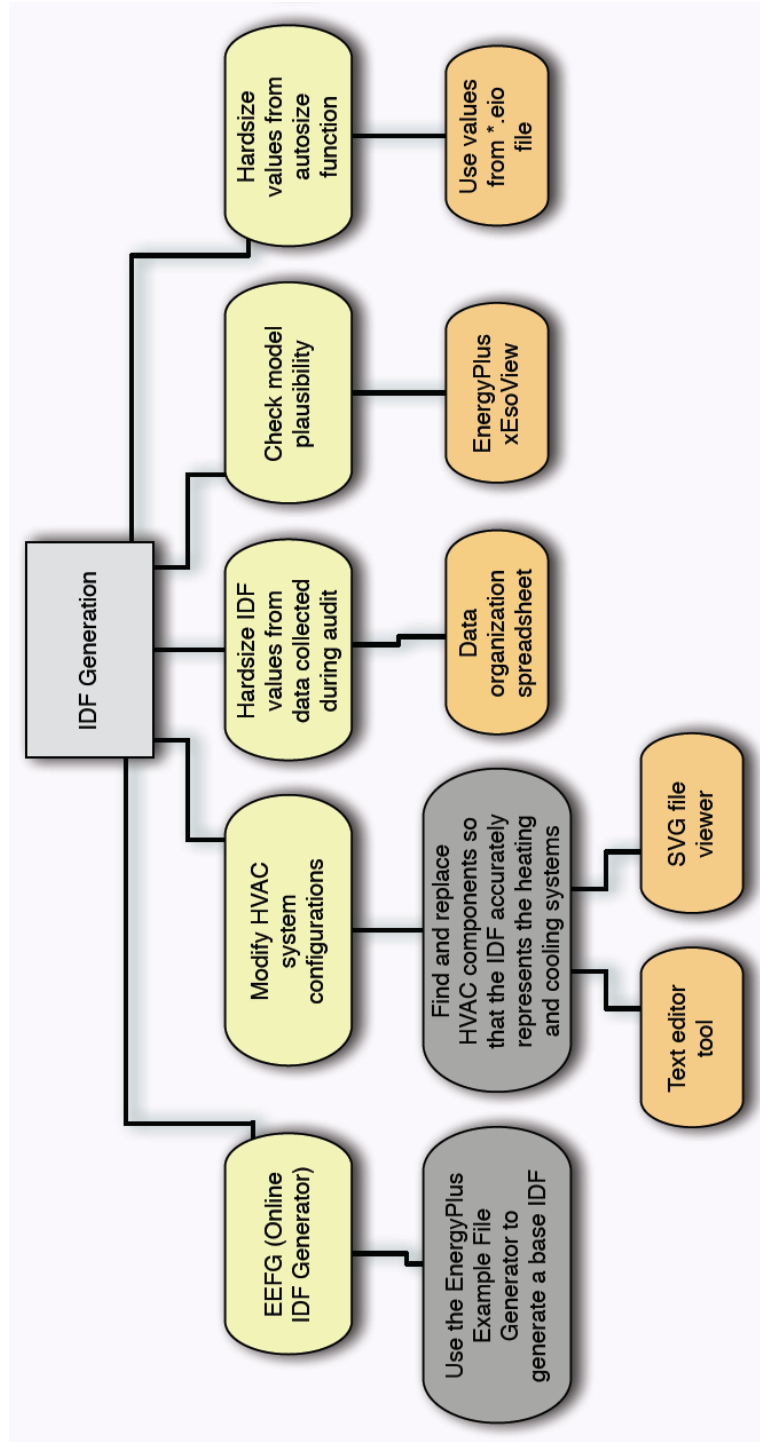 IDF Generation
EEFG (Online
IDF Generator)
Modify HVAC
system
configurations
Hardsize IDF
values from
data collected
during audit
Check model
plausibility
Hardsize
values from
autosize
function
Use the EnergyPlus
Example File
Generator to
generate a base IDF
Find and replace
HVAC components so
that the IDF accurately
represents the heating
and cooling systems
Data
organization
spreadsheet
EnergyPlus
xEsoView
Use values
from *.eio
file
Text editor
tool
SVG file
viewer